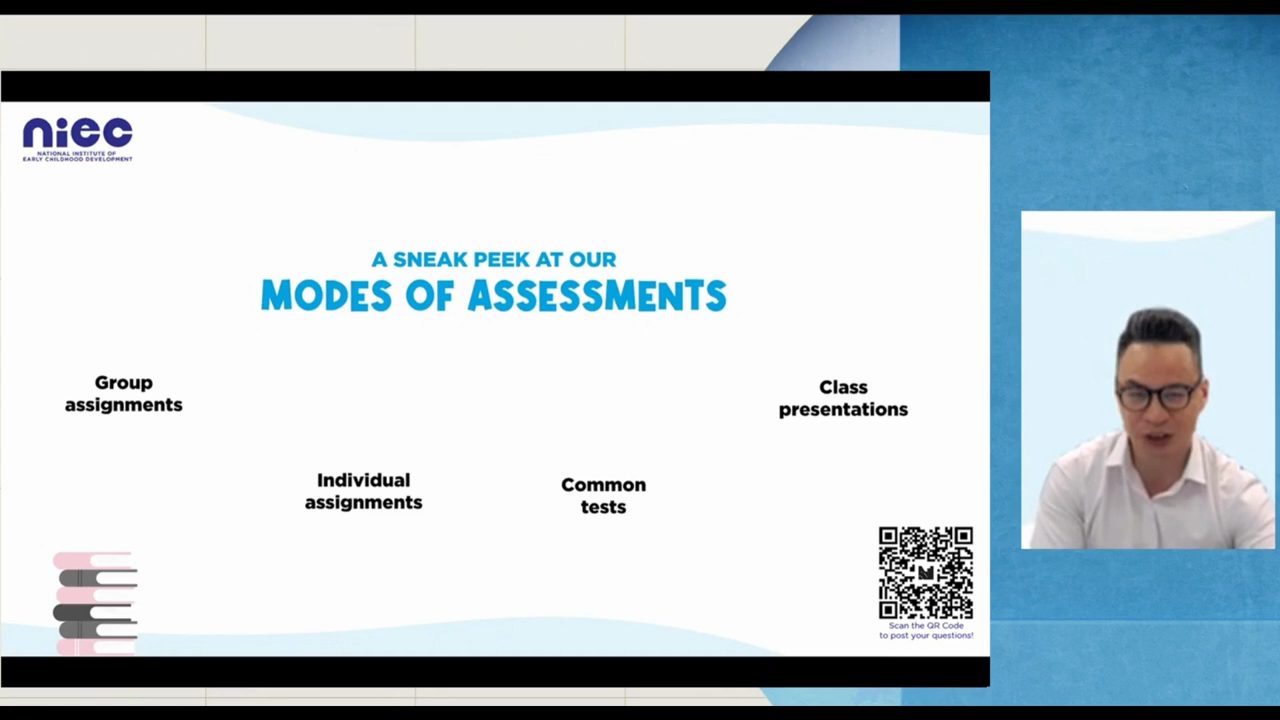 niec
NATIONAL INSTITUTE OF
EARLY CHILDHOOD DEVELOPMENT
A SNEAK PEEK AT OUR
MODES OF ASSESSMENTS
Group
assignments
Class
presentations
Individual
assignments
Common
tests
Scan the QR Code
to post your questions!